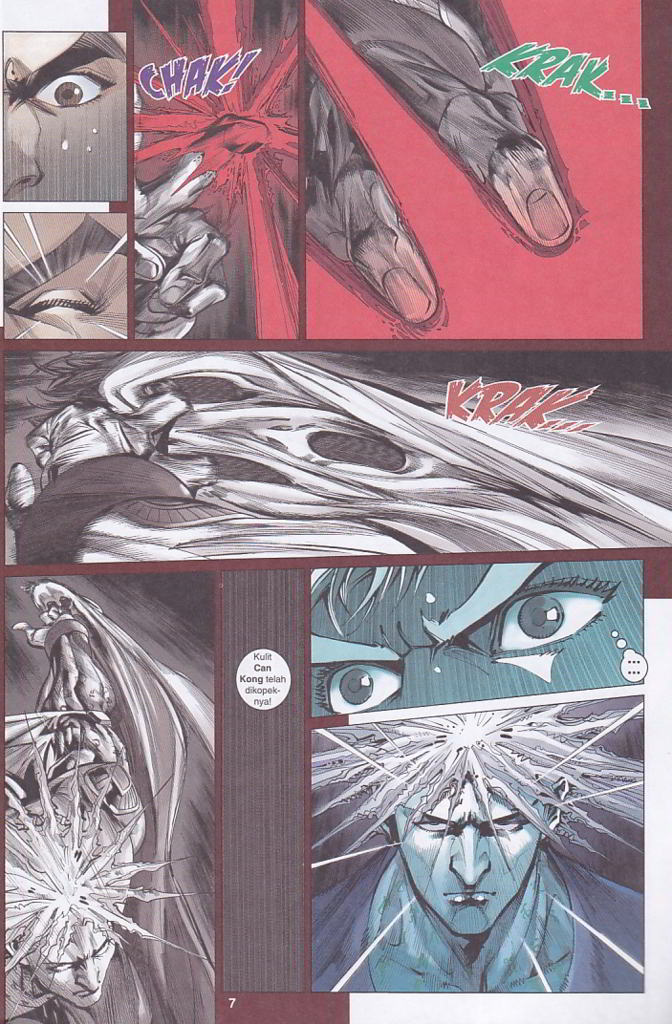 CHAK!
KRAK...
KRAK...
Kulit
Can
Kong telah
dikopek-
nya!
...
...
7